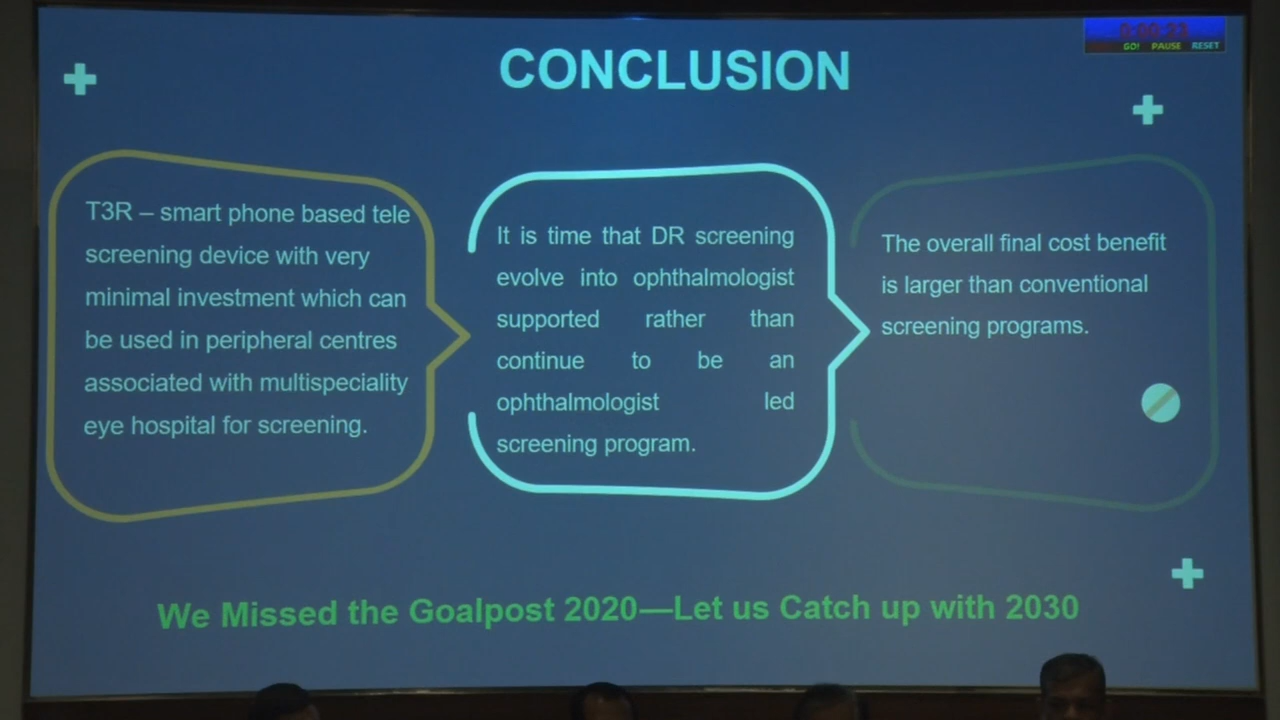 CONCLUSION
GO! PAUSE RESET
T3R – smart phone based tele
screening device with very
minimal investment which can
be used in peripheral centres
associated with multispeciality
eye hospital for screening.
It is time that DR screening
evolve into ophthalmologist
supported rather than
continue to be an
ophthalmologist led
screening program.
The overall final cost benefit
is larger than conventional
screening programs.
We Missed the Goalpost 2020—Let us Catch up with 2030